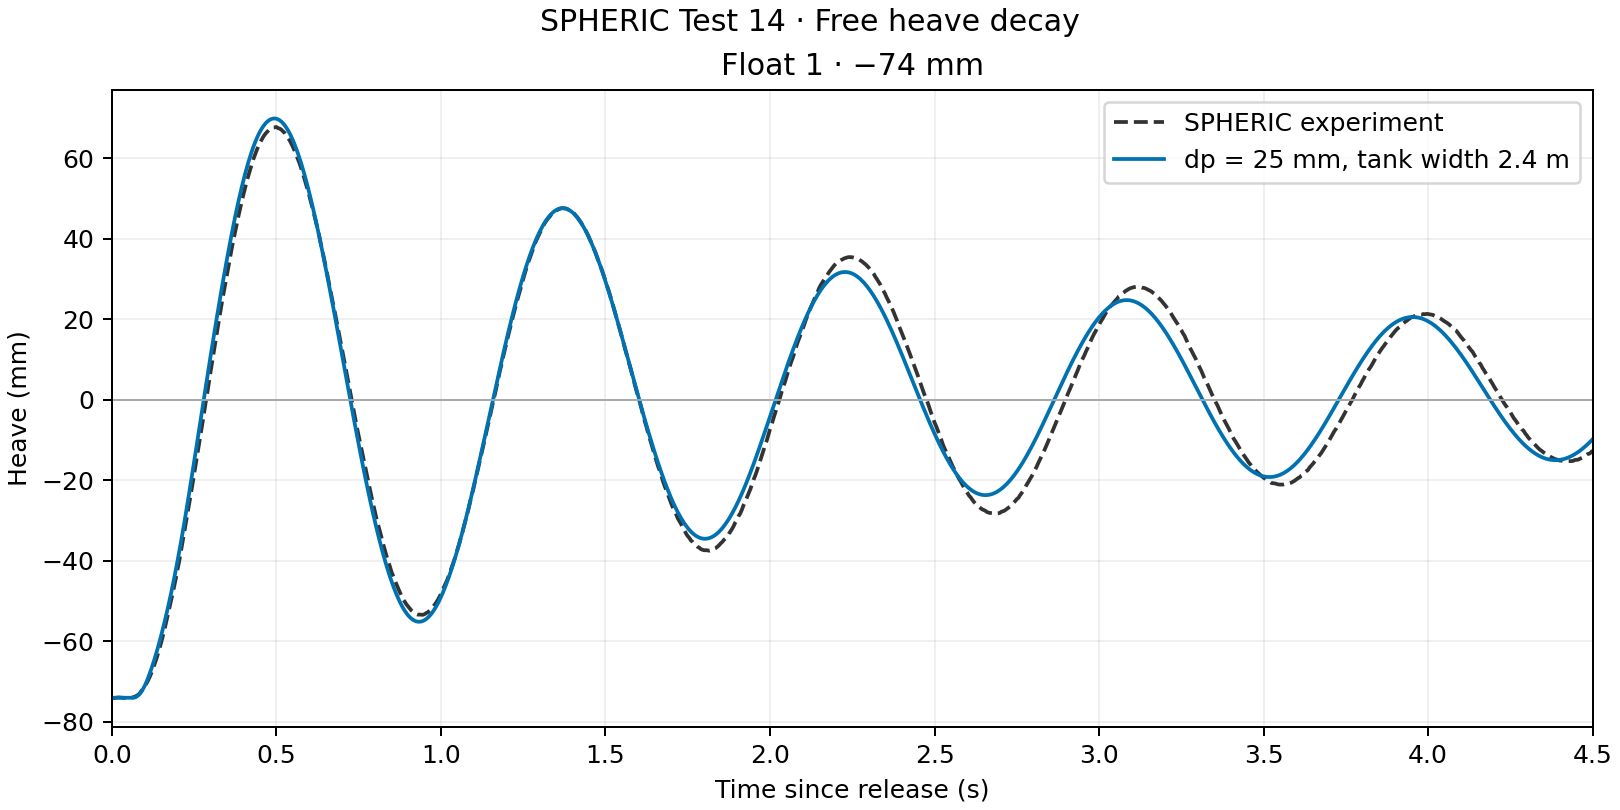 SPHERIC Test 14 · Free heave decay
Float 1 · −74 mm
SPHERIC experiment
dp = 25 mm, tank width 2.4 m
Heave (mm)
60
40
20
0
−20
−40
−60
−80
0.0 0.5 1.0 1.5 2.0 2.5 3.0 3.5 4.0 4.5
Time since release (s)